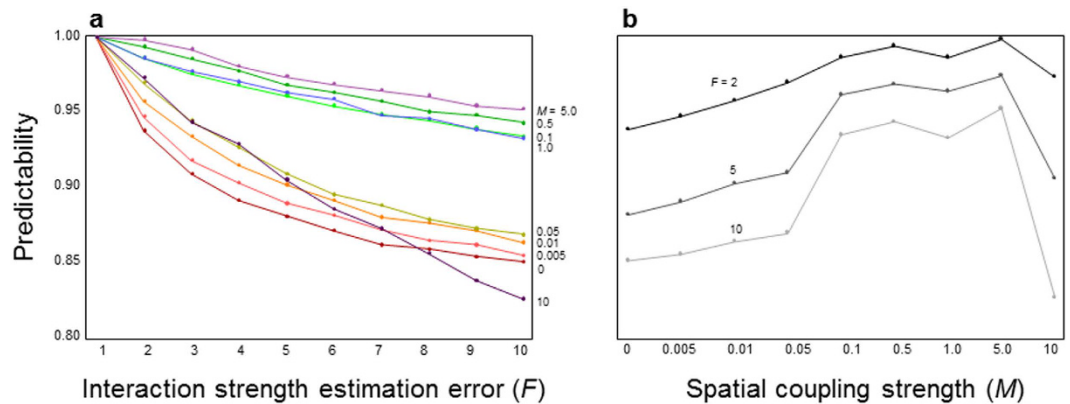 a
b
Predictability
1.00
0.95
0.90
0.85
0.80
M = 5.0
0.5
0.1
1.0
0.05
0.01
0.005
0
10
1 2 3 4 5 6 7 8 9 10
Interaction strength estimation error (F)
F = 2
5
10
0 0.005 0.01 0.05 0.1 0.5 1.0 5.0 10
Spatial coupling strength (M)